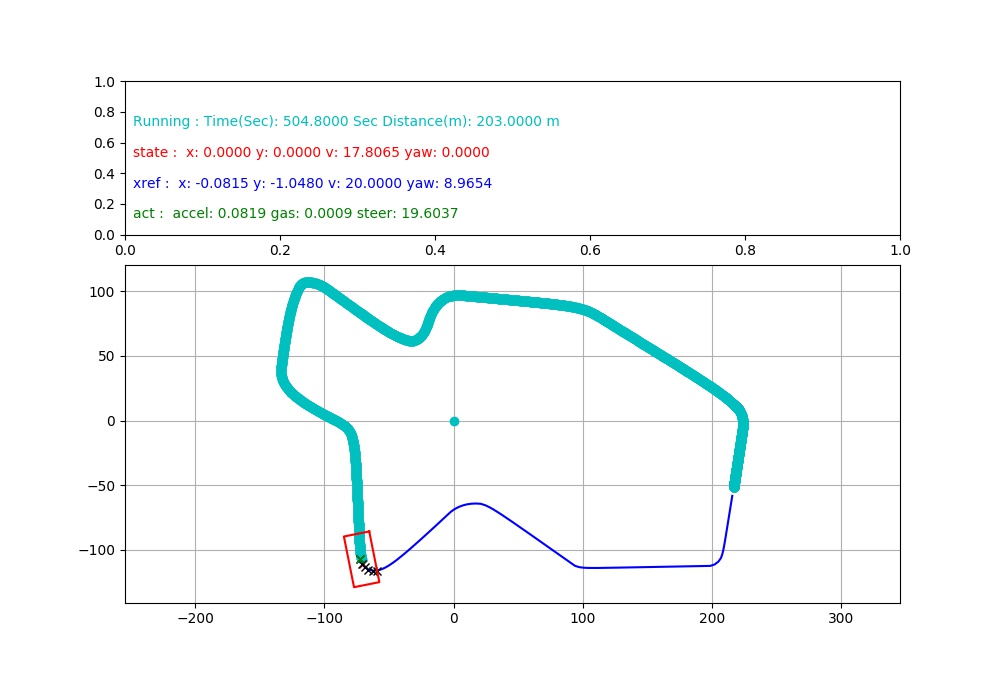 1.0
0.8
0.6
0.4
0.2
0.0
Running : Time(Sec): 504.8000 Sec Distance(m): 203.0000 m
state :  x: 0.0000 y: 0.0000 v: 17.8065 yaw: 0.0000
xref :  x: -0.0815 y: -1.0480 v: 20.0000 yaw: 8.9654
act :  accel: 0.0819 gas: 0.0009 steer: 19.6037
0.0 0.2 0.4 0.6 0.8 1.0
100
50
0
−50
−100
−200 −100 0 100 200 300